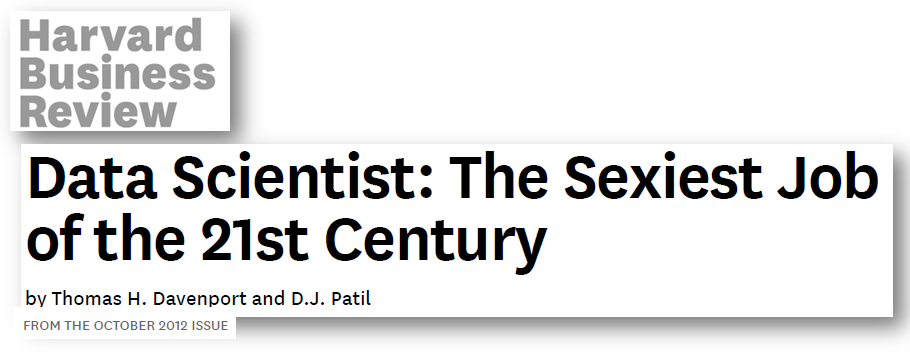 Harvard
Business
Review
Data Scientist: The Sexiest Job
of the 21st Century
by Thomas H. Davenport and D.J. Patil
FROM THE OCTOBER 2012 ISSUE